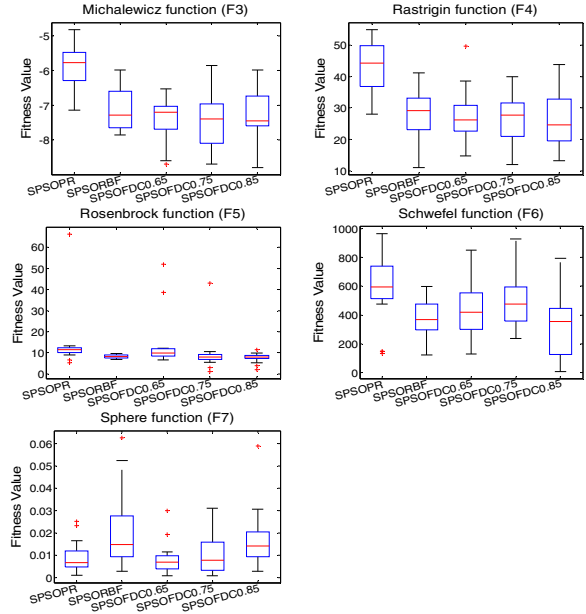 Michalewicz function (F3)
Fitness Value
-5
-6
-7
-8
SPSOPR
SPSORBF
SPSOFDC0.65
SPSOFDC0.75
SPSOFDC0.85
Rastrigin function (F4)
Fitness Value
50
40
30
20
10
SPSOPR
SPSORBF
SPSOFDC0.65
SPSOFDC0.75
SPSOFDC0.85
Rosenbrock function (F5)
Fitness Value
60
50
40
30
20
10
0
SPSOPR
SPSORBF
SPSOFDC0.65
SPSOFDC0.75
SPSOFDC0.85
Schwefel function (F6)
Fitness Value
1000
800
600
400
200
0
SPSOPR
SPSORBF
SPSOFDC0.65
SPSOFDC0.75
SPSOFDC0.85
Sphere function (F7)
Fitness Value
0.06
0.05
0.04
0.03
0.02
0.01
0
SPSOPR
SPSORBF
SPSOFDC0.65
SPSOFDC0.75
SPSOFDC0.85